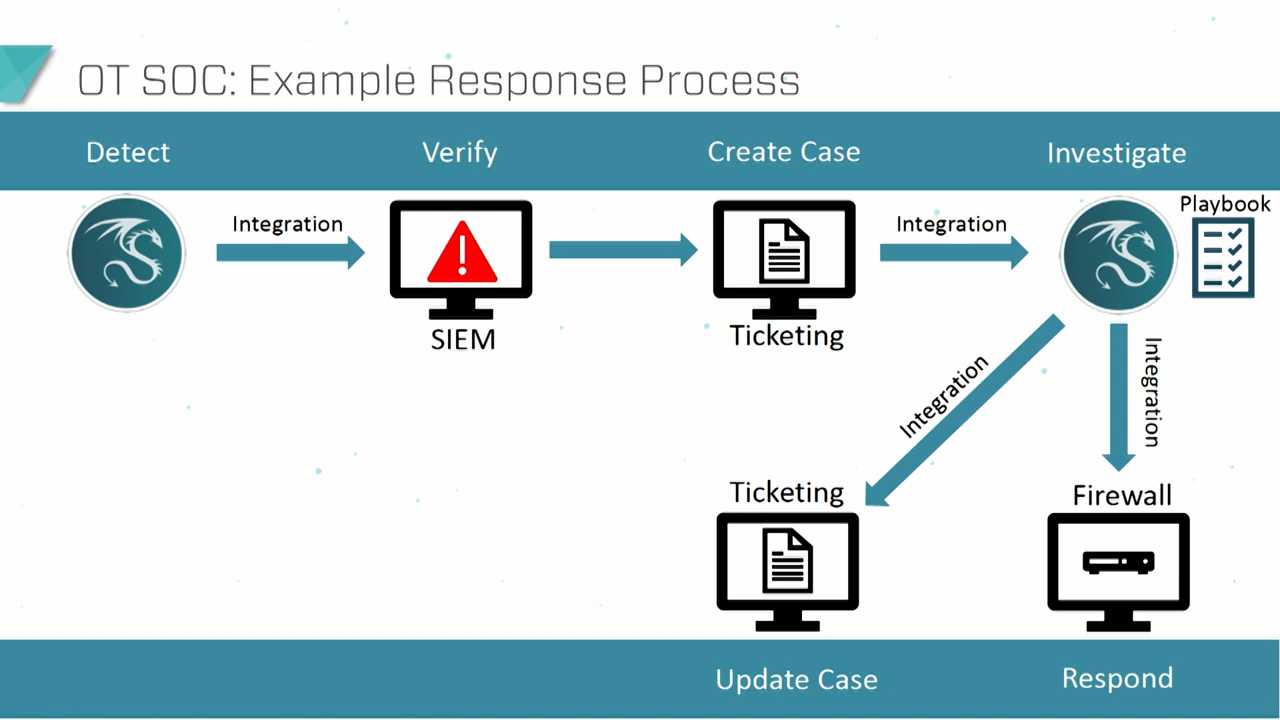 OT SOC: Example Response Process
Detect
Verify
Create Case
Investigate
Integration
Integration
Playbook
SIEM
Ticketing
Integration
Integration
Ticketing
Firewall
Update Case
Respond